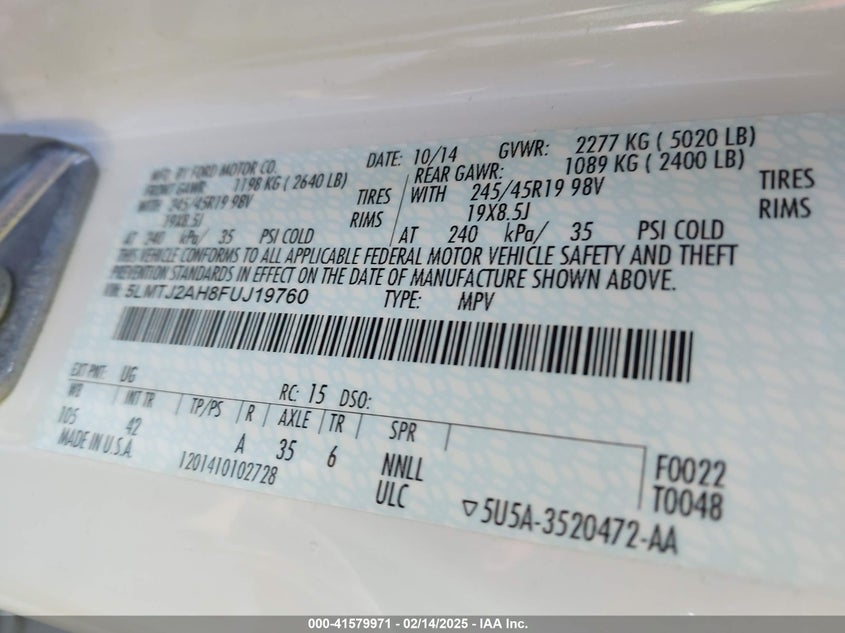 MFD. BY FORD MOTOR CO. DATE: 10/14 GVWR: 2277 KG ( 5020 LB)
FRONT GAWR: 1198 KG ( 2640 LB) REAR GAWR: 1089 KG ( 2400 LB)
WITH 245/45R19 98V TIRES WITH 245/45R19 98V TIRES
19X8.5J RIMS 19X8.5J RIMS
AT 240 kPa/ 35 PSI COLD AT 240 kPa/ 35 PSI COLD
THIS VEHICLE CONFORMS TO ALL APPLICABLE FEDERAL MOTOR VEHICLE SAFETY AND THEFT
PREVENTION STANDARDS IN EFFECT ON THE DATE OF MANUFACTURE SHOWN ABOVE.
VIN: 5LMTJ2AH8FUJ19760 TYPE: MPV
EXT PNT: UG RC: 15 DSO:
WB INT TR TP/PS R AXLE TR SPR
105 42 A 35 6 NNLL F0022
MADE IN U.S.A. 1201410102728 ULC T0048
▽5U5A-3520472-AA
000-41579971 - 02/14/2025 - IAA Inc.